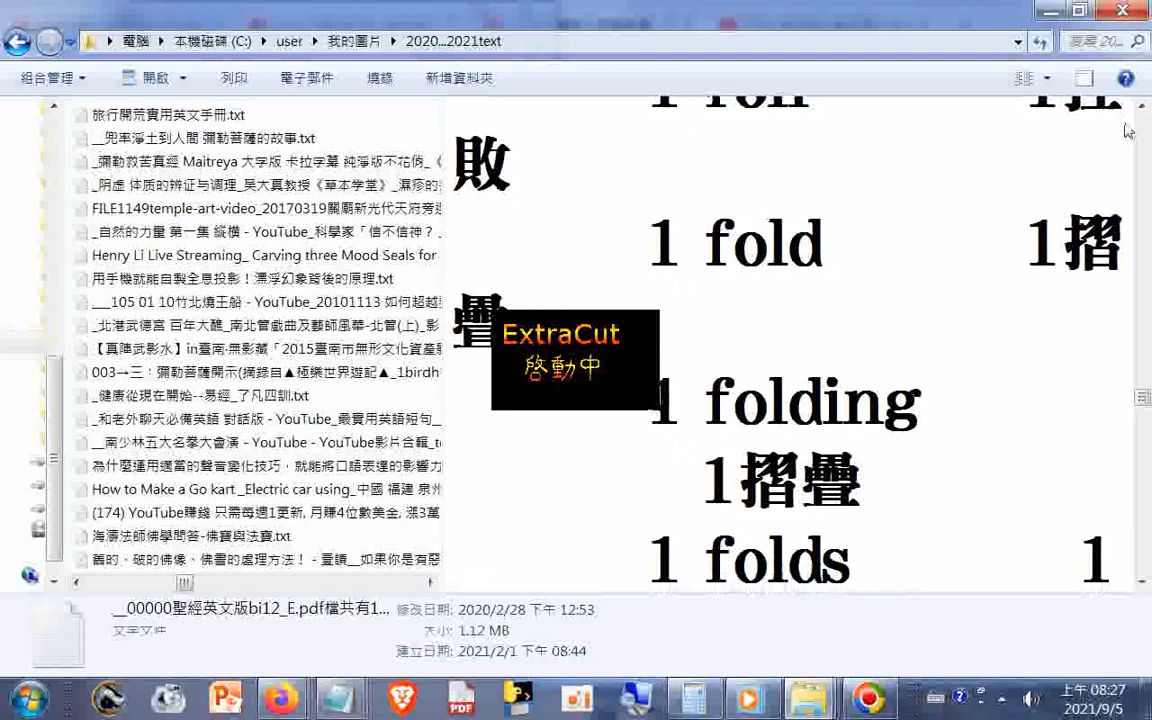 電腦 本機磁碟 (C:) user 我的圖片 2020...2021text
搜尋 20...
組合管理 開啟 列印 電子郵件 燒錄 新增資料夾
旅行開荒實用英文手冊.txt
__兜率淨土到人間 彌勒菩薩的故事.txt
_彌勒救苦真經 Maitreya 大字版 卡拉字幕 純淨版不花俏_《
_阴虚 体质的辨证与调理_吴大真教授《草本学堂》_濕疹的
FILE1149temple-art-video_20170319關廟新光代天府旁
_自然的力量 第一集 縱橫 - YouTube_科學家「信不信神？」
Henry Li Live Streaming_ Carving three Mood Seals for
用手機就能自製全息投影！漂浮幻象背後的原理.txt
___105 01 10竹北燒王船 - YouTube_20101113 如何超越
_北港武德宮 百年大醮_南北管戲曲及藝師風華-北管(上)_影
【真陣武影水】in臺南·無影藏「2015臺南市無形文化資產
003→三：彌勒菩薩開示(摘錄自▲極樂世界遊記▲_1birdh
_健康從現在開始--易經_了凡四訓.txt
_和老外聊天必備英語 對話版 - YouTube_最實用英語短句_
__南少林五大名拳大會演 - YouTube - YouTube影片合輯_t
為什麼運用適當的聲音變化技巧，就能將口語表達的影響力
How to Make a Go kart _Electric car using_中國 福建 泉州
(174) YouTube賺錢 只需每週1更新, 月賺4位數美金, 漲3萬
海濤法師佛學問答-佛寶與法寶.txt
舊的、破的佛像、佛書的處理方法！ - 壹讀__如果你是有惡
敗
1 fold 1摺
疊
1 folding
1摺疊
1 folds 1
ExtraCut
啓動中
__00000聖經英文版bi12_E.pdf檔共有1...
文字文件
修改日期: 2020/2/28 下午 12:53
大小: 1.12 MB
建立日期: 2021/2/1 下午 08:44
PDF
上午 08:27
2021/9/5